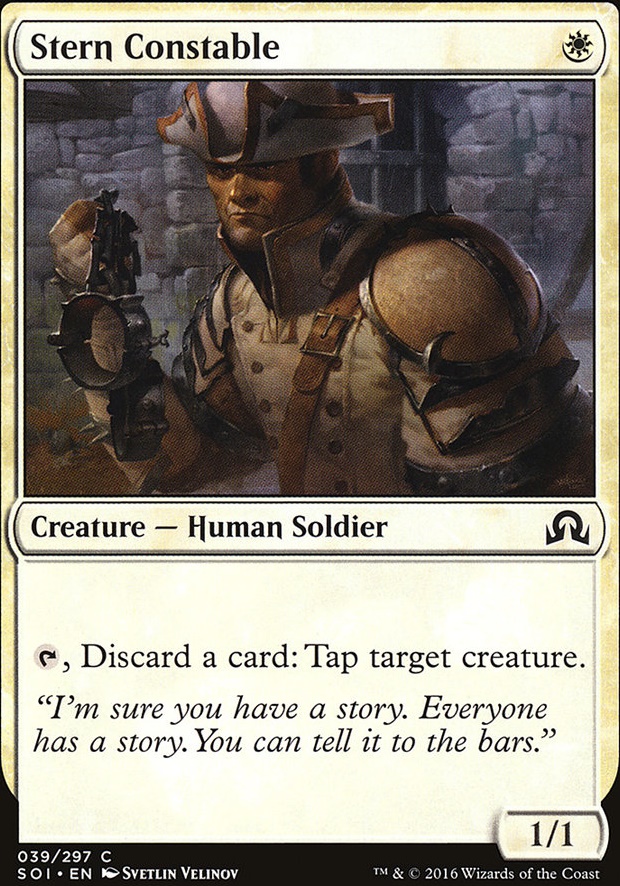 Stern Constable
Creature — Human Soldier
, Discard a card: Tap target creature.
“I’m sure you have a story. Everyone
has a story. You can tell it to the bars.”
1/1
039/297 C
SOI • EN Svetlin Velinov
™ & © 2016 Wizards of the Coast